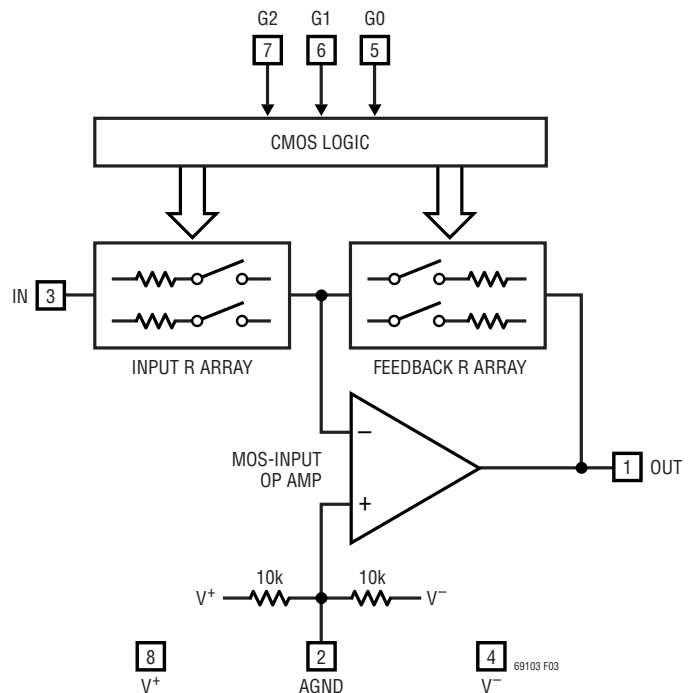 G2 G1 G0
7 6 5
CMOS LOGIC
IN 3
INPUT R ARRAY FEEDBACK R ARRAY
−
MOS-INPUT
OP AMP
1 OUT
+
10k 10k
V⁺ V⁻
8 2 4 69103 F03
V⁺ AGND V⁻